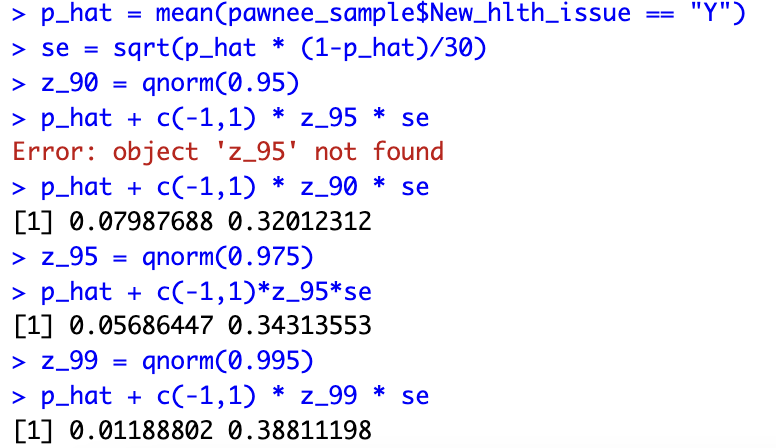 > p_hat = mean(pawnee_sample$New_hlth_issue == "Y")
> se = sqrt(p_hat * (1-p_hat)/30)
> z_90 = qnorm(0.95)
> p_hat + c(-1,1) * z_95 * se
Error: object 'z_95' not found
> p_hat + c(-1,1) * z_90 * se
[1] 0.07987688 0.32012312
> z_95 = qnorm(0.975)
> p_hat + c(-1,1)*z_95*se
[1] 0.05686447 0.34313553
> z_99 = qnorm(0.995)
> p_hat + c(-1,1) * z_99 * se
[1] 0.01188802 0.38811198